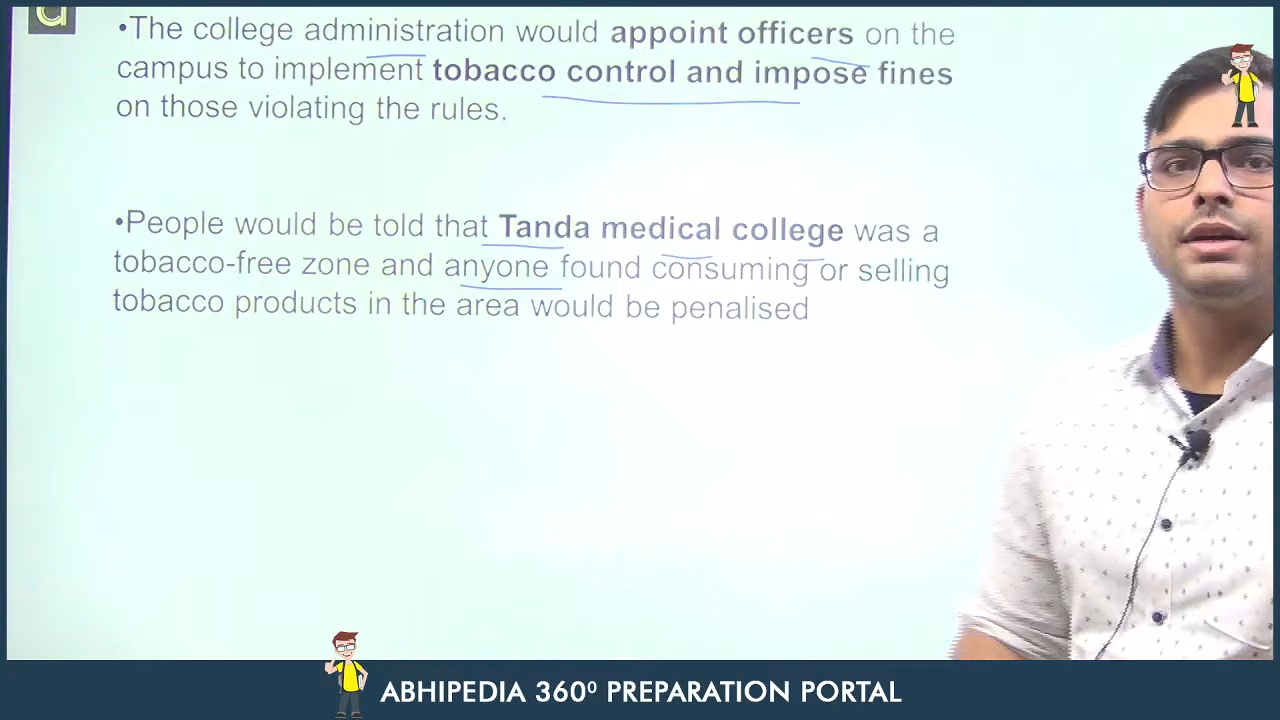 d
•The college administration would appoint officers on the
campus to implement tobacco control and impose fines
on those violating the rules.
•People would be told that Tanda medical college was a
tobacco-free zone and anyone found consuming or selling
tobacco products in the area would be penalised
ABHIPEDIA 360⁰ PREPARATION PORTAL